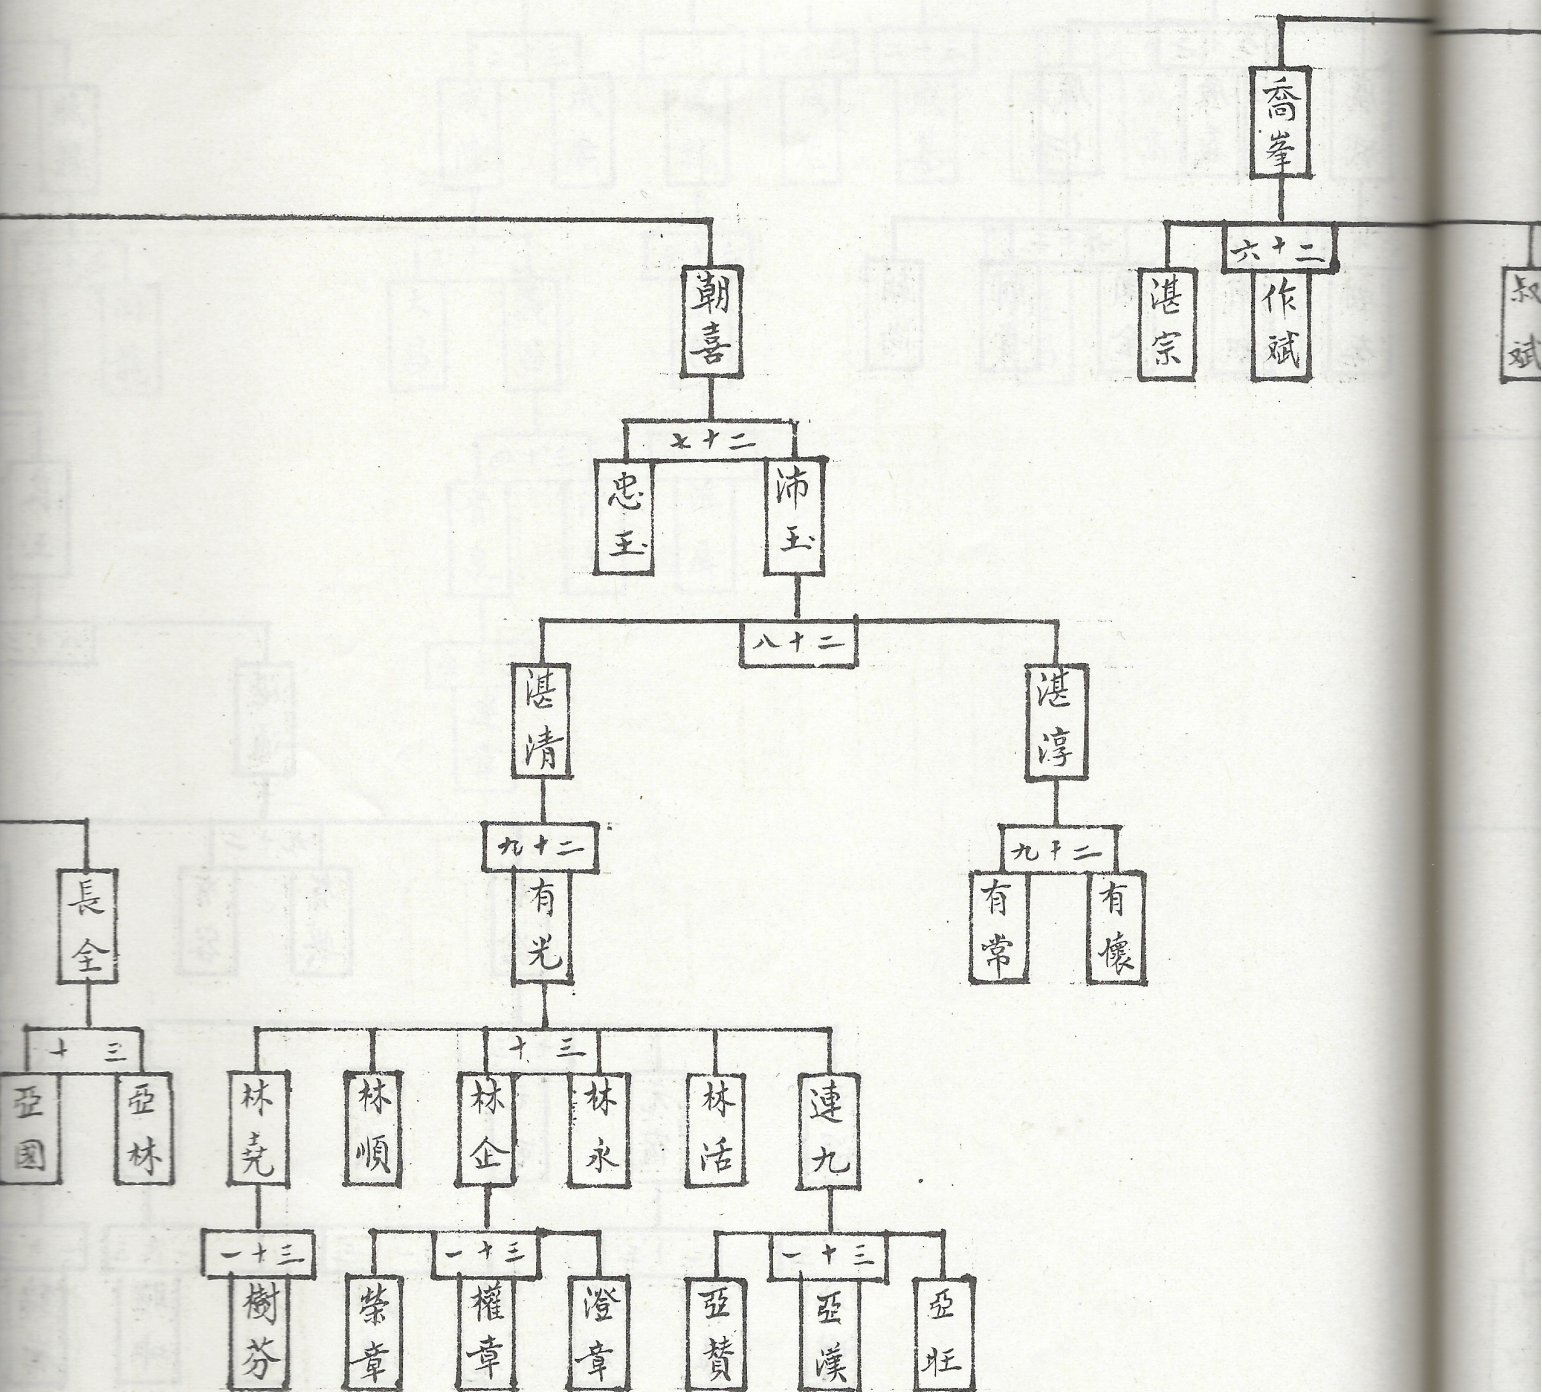 喬峯
二十六
叔斌
作斌
湛宗
朝喜
二十七
沛玉
忠玉
二十八
湛淳
湛清
二十九
有懷
有常
二十九
有光
長全
三十
連九
林活
林永
林企
林順
林堯
三十
亞林
亞國
三十一
亞旺
亞漢
亞贊
三十一
澄章
權章
榮章
三十一
樹芬